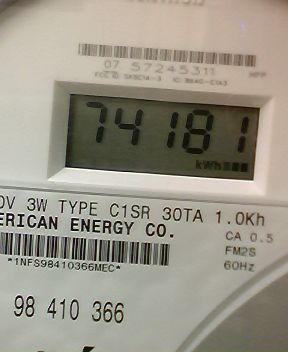 07 57245311
74181
kWh
0V 3W TYPE C1SR 30TA 1.0Kh
ERICAN ENERGY CO.
CA 0.5
FM2S
60Hz
*1NFS98410366MEC*
98 410 366